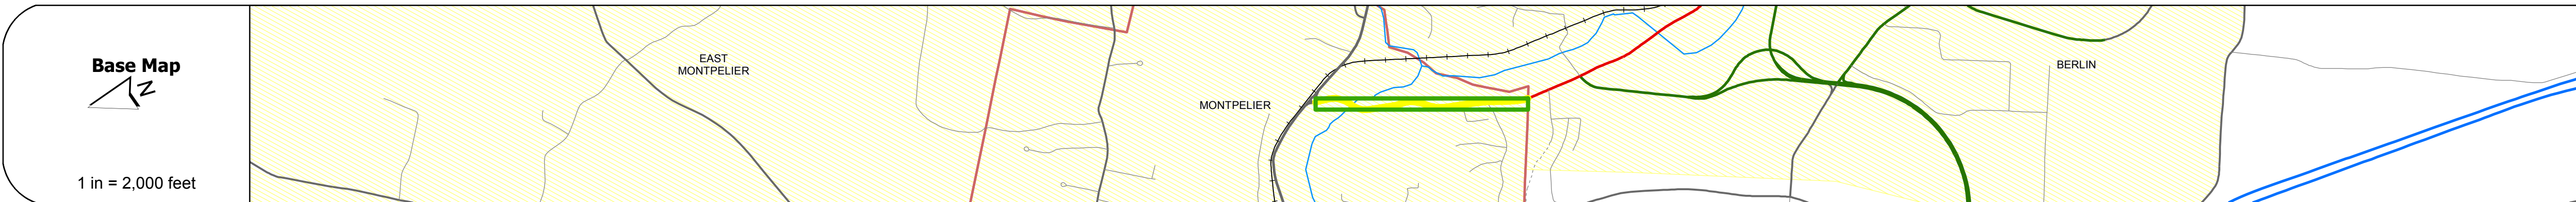 Base Map
N
1 in = 2,000 feet
EAST
MONTPELIER
MONTPELIER
BERLIN